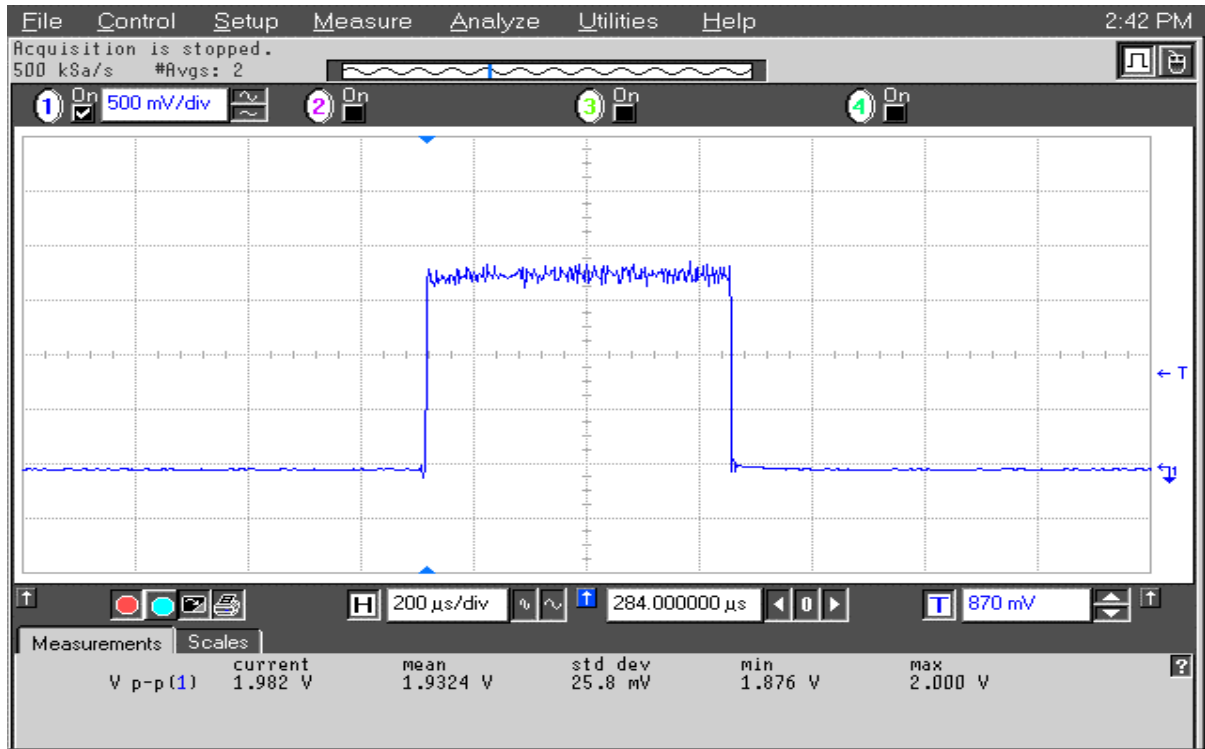 File Control Setup Measure Analyze Utilities Help 2:42 PM
Acquisition is stopped.
500 kSa/s #Avgs: 2
1 On 500 mV/div 2 On 3 On 4 On
T
1
H 200 µs/div 284.000000 µs 0 T 870 mV
Measurements Scales
current mean std dev min max ?
V p-p(1) 1.982 V 1.9324 V 25.8 mV 1.876 V 2.000 V